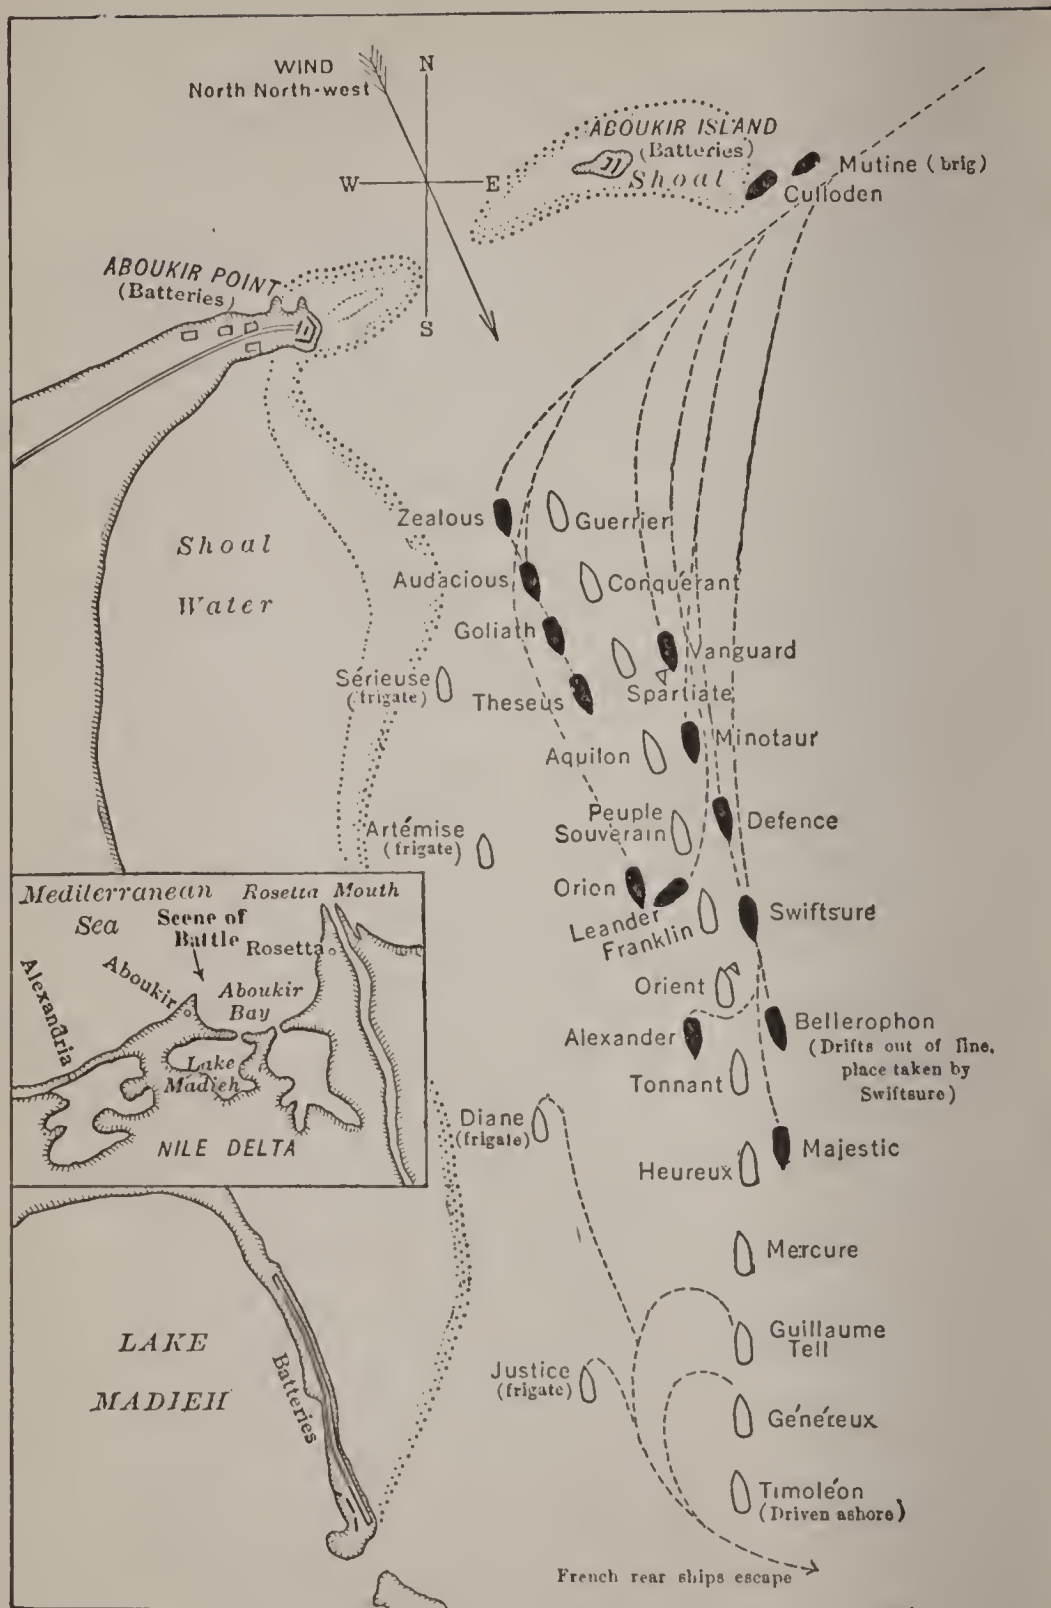 WIND
North North-west
N
W
E
S
ABOUKIR ISLAND
(Batteries)
Shoal
Mutine (brig)
Culloden
ABOUKIR POINT
(Batteries)
Shoal
Water
Zealous
Guerrier
Audacious
Conquérant
Goliath
Vanguard
Sérieuse
(frigate)
Theseus
Spartiate
Minotaur
Aquilon
Peuple
Souverain
Defence
Artémise
(frigate)
Orion
Leander
Franklin
Swiftsure
Orient
Alexander
Bellerophon
(Drifts out of line,
place taken by
Swiftsure)
Tonnant
Diane
(frigate)
Majestic
Heureux
Mercure
Guillaume
Tell
Justice
(frigate)
Généreux
Timoléon
(Driven ashore)
French rear ships escape
Mediterranean
Sea
Rosetta Mouth
Scene of
Battle
Rosetta
Alexandria
Aboukir
Aboukir
Bay
Lake
Madieh
NILE DELTA
LAKE
MADIEH
Batteries